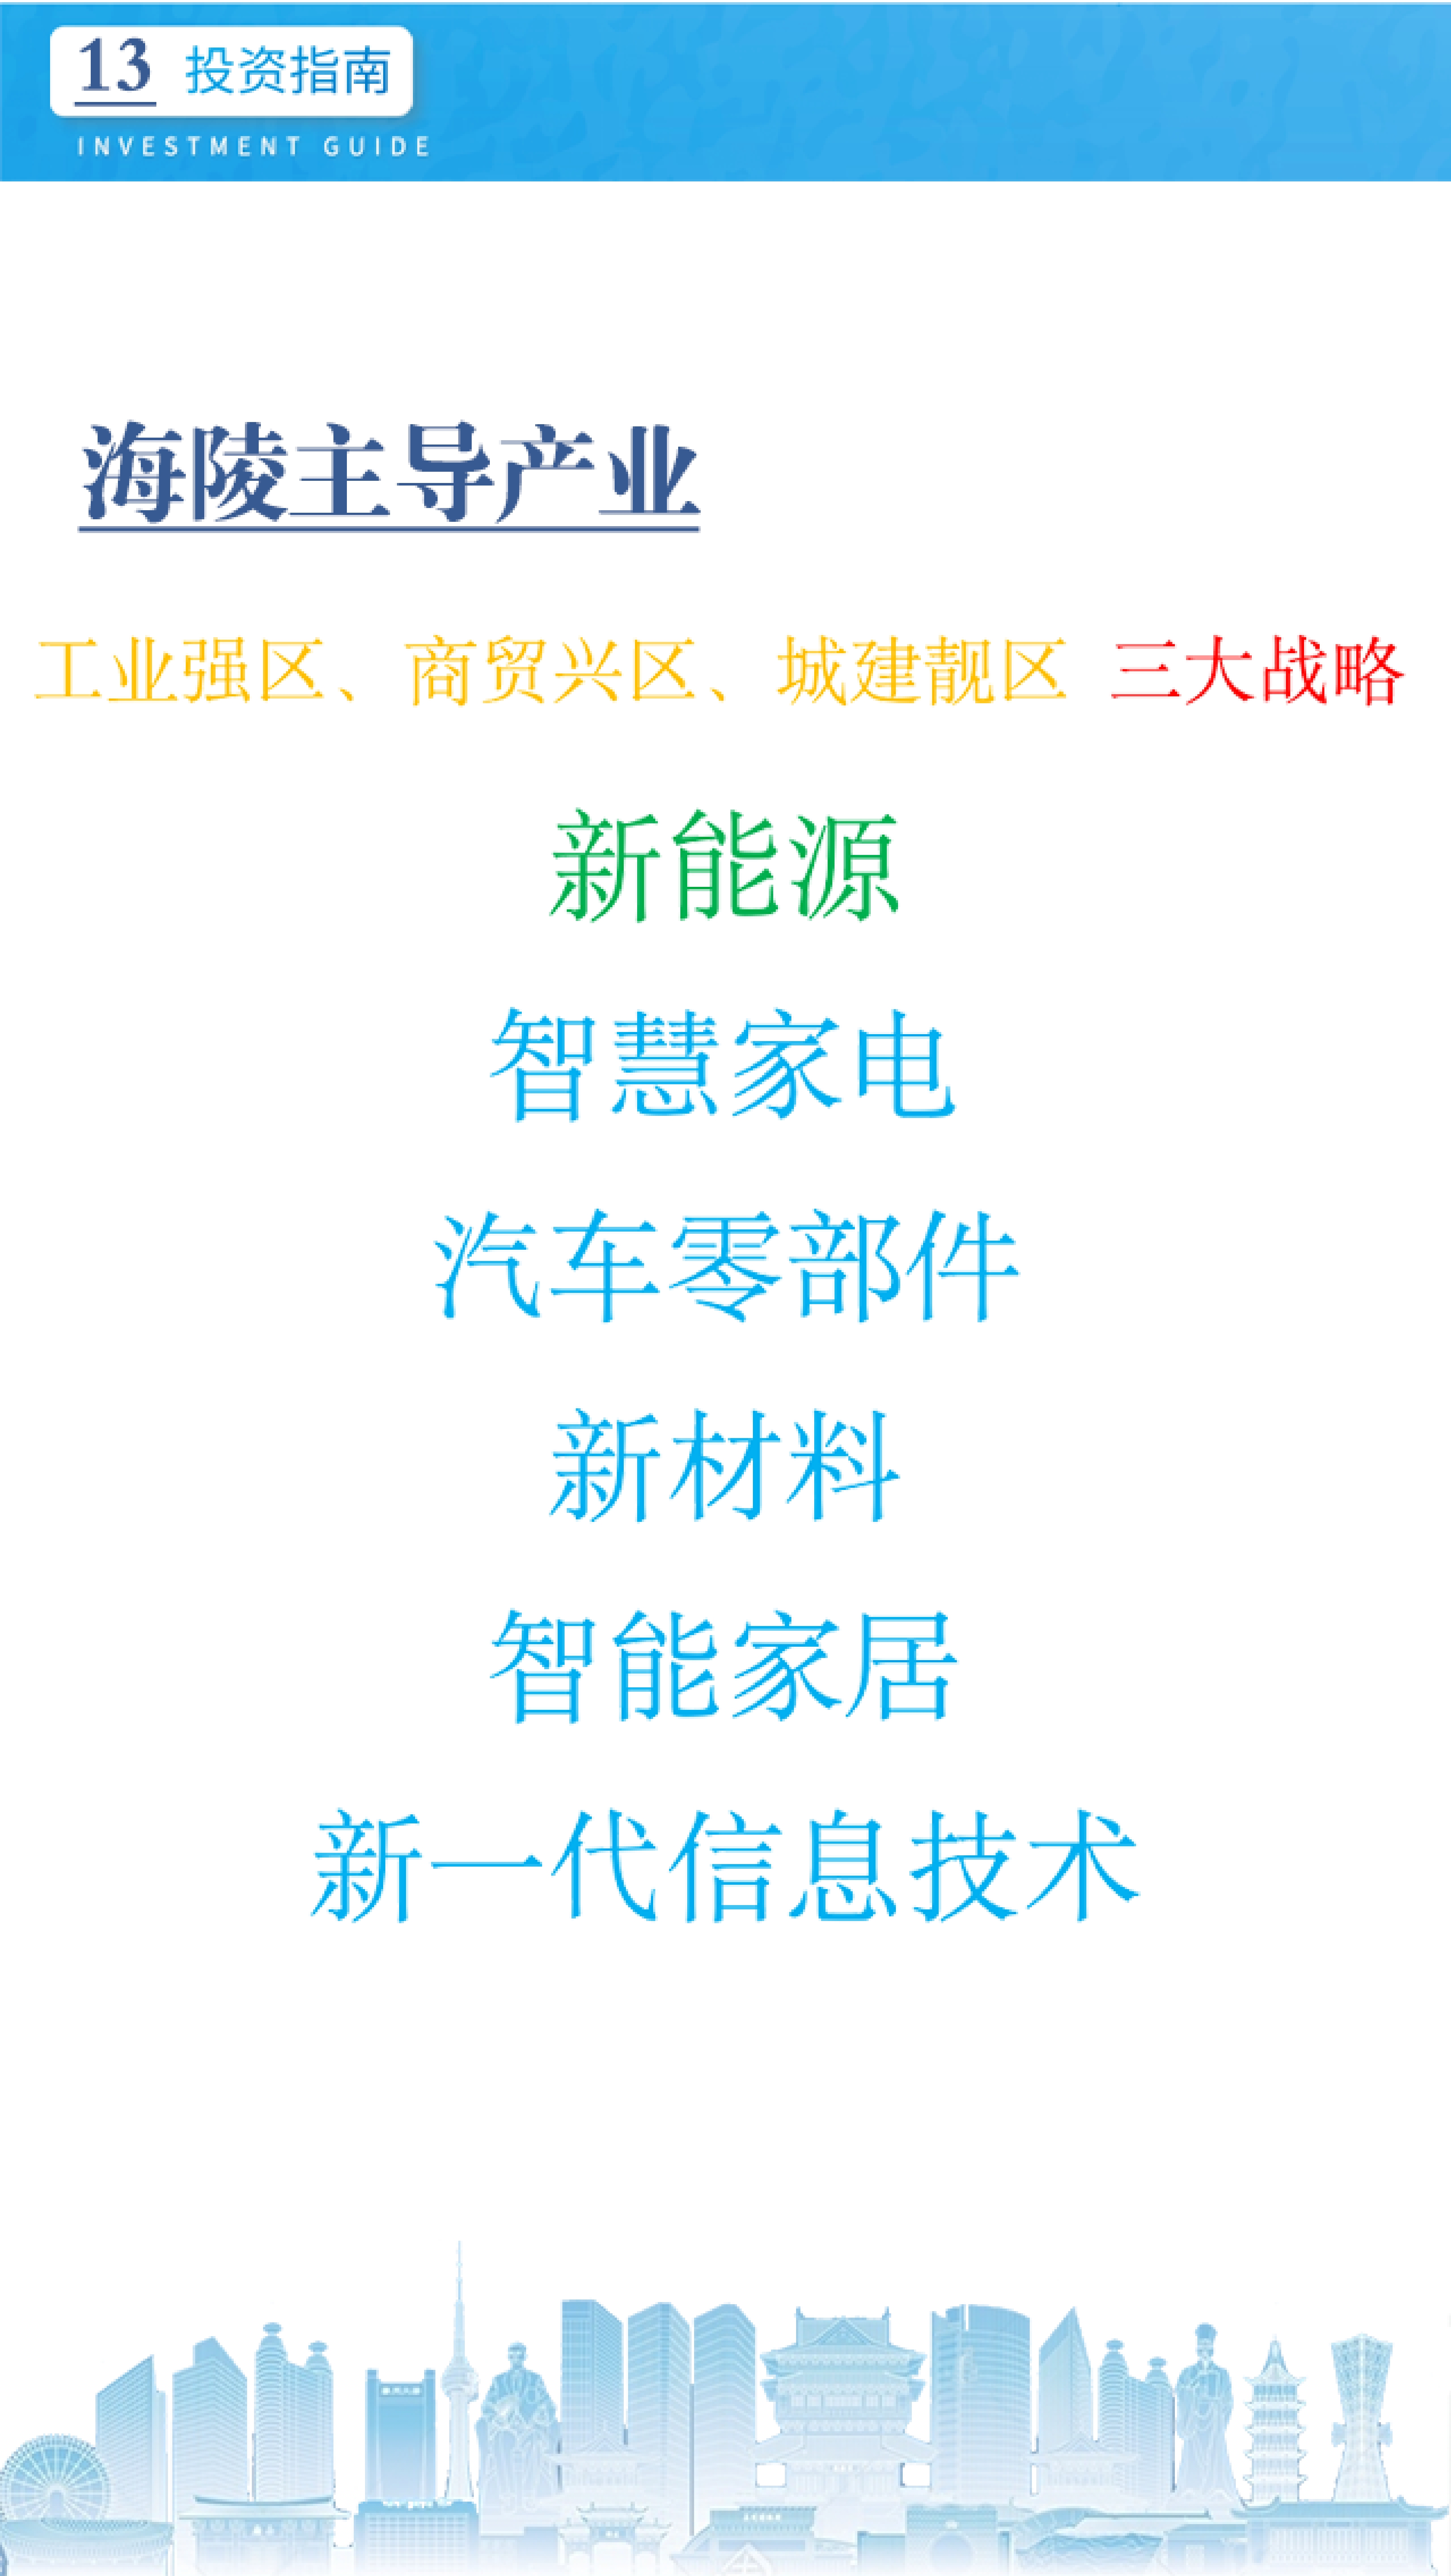 13 投资指南
INVESTMENT GUIDE
海陵主导产业
工业强区、商贸兴区、城建靓区 三大战略
新能源
智慧家电
汽车零部件
新材料
智能家居
新一代信息技术